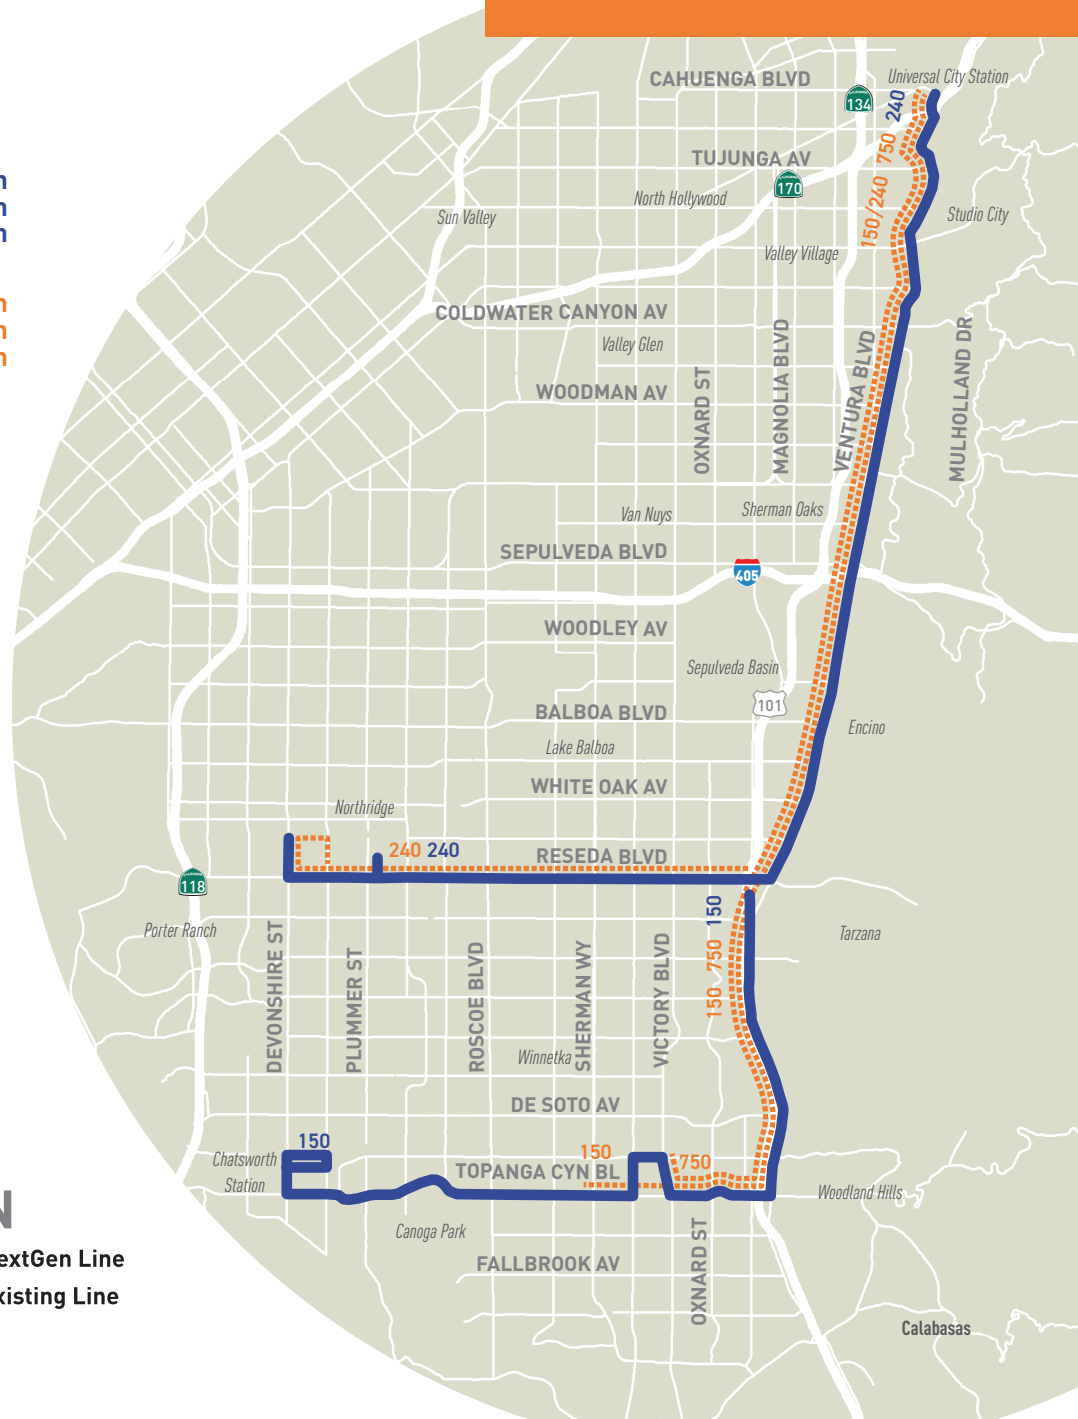 CAHUENGA BLVD
Universal City Station
134
240
TUJUNGA AV
750
170
North Hollywood
150/240
Sun Valley
Studio City
Valley Village
COLDWATER CANYON AV
Valley Glen
WOODMAN AV
OXNARD ST
MAGNOLIA BLVD
VENTURA BLVD
MULHOLLAND DR
Van Nuys
Sherman Oaks
SEPULVEDA BLVD
405
WOODLEY AV
Sepulveda Basin
101
BALBOA BLVD
Encino
Lake Balboa
WHITE OAK AV
Northridge
240 240
RESEDA BLVD
118
150
Porter Ranch
Tarzana
750
150
DEVONSHIRE ST
PLUMMER ST
ROSCOE BLVD
SHERMAN WY
VICTORY BLVD
Winnetka
DE SOTO AV
150
Chatsworth
Station
150
750
TOPANGA CYN BL
Woodland Hills
Canoga Park
OXNARD ST
FALLBROOK AV
Calabasas
N
extGen Line
xisting Line